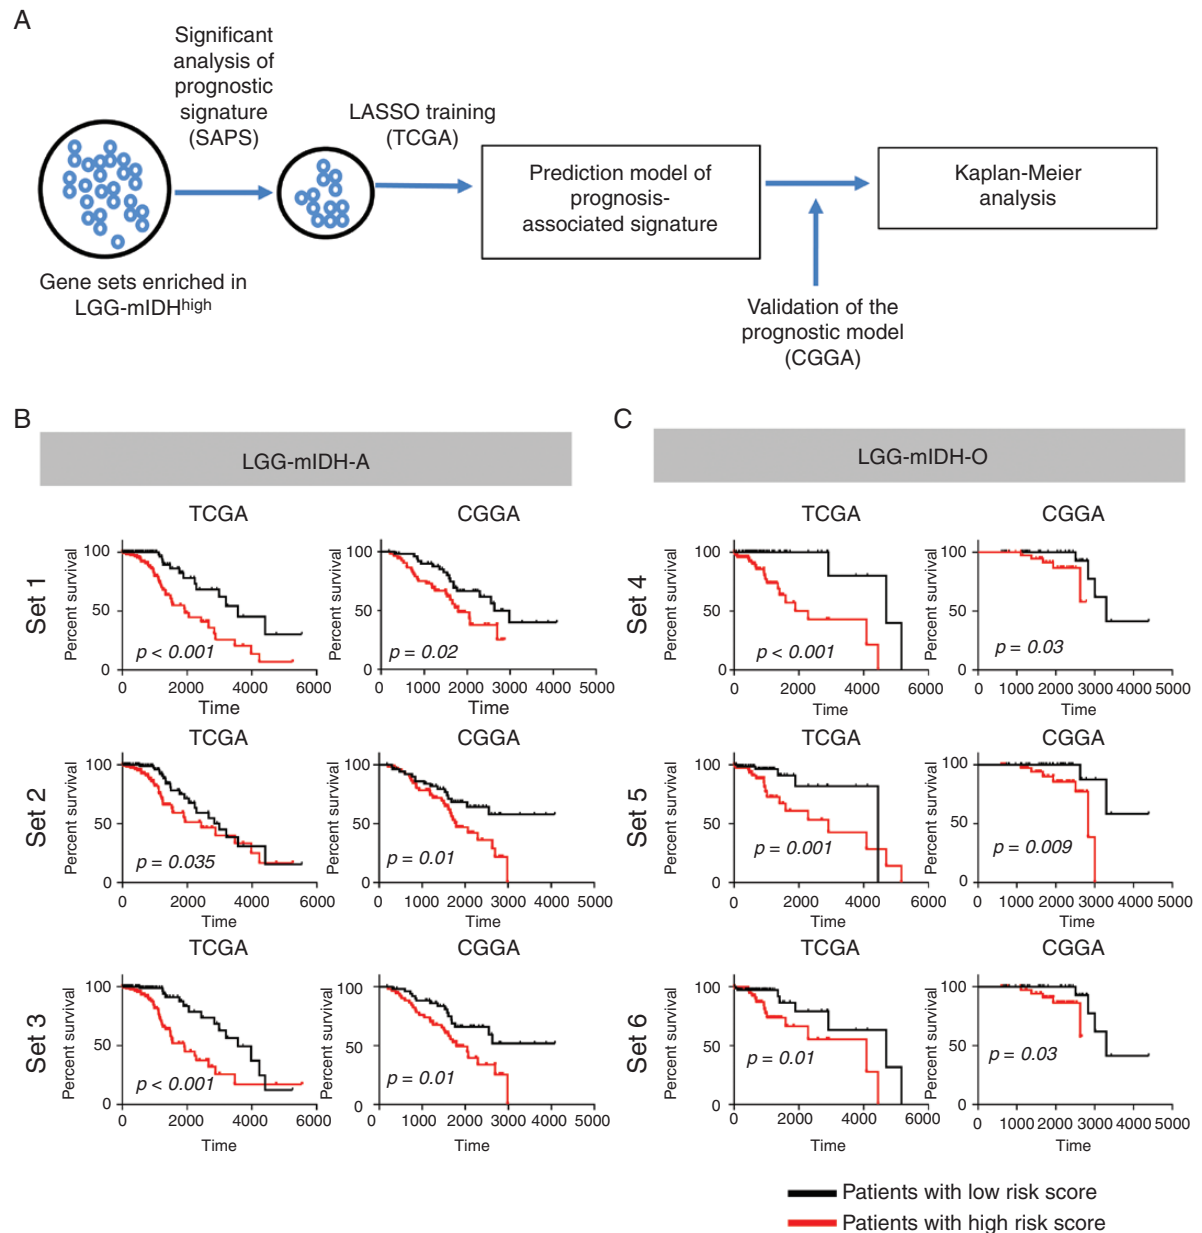 A
Significant
analysis of
prognostic
signature
(SAPS)
LASSO training
(TCGA)
Prediction model of
prognosis-
associated signature
Kaplan-Meier
analysis
Gene sets enriched in
LGG-mIDHhigh
Validation of the
prognostic model
(CGGA)
B
LGG-mIDH-A
C
LGG-mIDH-O
Set 1
TCGA
Percent survival
100
50
0
p < 0.001
0 2000 4000 6000
Time
CGGA
Percent survival
100
50
0
p = 0.02
0 1000 2000 3000 4000 5000
Time
Set 4
TCGA
Percent survival
100
50
0
p < 0.001
0 2000 4000 6000
Time
CGGA
Percent survival
100
50
0
p = 0.03
0 1000 2000 3000 4000 5000
Time
Set 2
TCGA
Percent survival
100
50
0
p = 0.035
0 2000 4000 6000
Time
CGGA
Percent survival
100
50
0
p = 0.01
0 1000 2000 3000 4000 5000
Time
Set 5
TCGA
Percent survival
100
50
0
p = 0.001
0 2000 4000 6000
Time
CGGA
Percent survival
100
50
0
p = 0.009
0 1000 2000 3000 4000 5000
Time
Set 3
TCGA
Percent survival
100
50
0
p < 0.001
0 2000 4000 6000
Time
CGGA
Percent survival
100
50
0
p = 0.01
0 1000 2000 3000 4000 5000
Time
Set 6
TCGA
Percent survival
100
50
0
p = 0.01
0 2000 4000 6000
Time
CGGA
Percent survival
100
50
0
p = 0.03
0 1000 2000 3000 4000 5000
Time
Patients with low risk score
Patients with high risk score